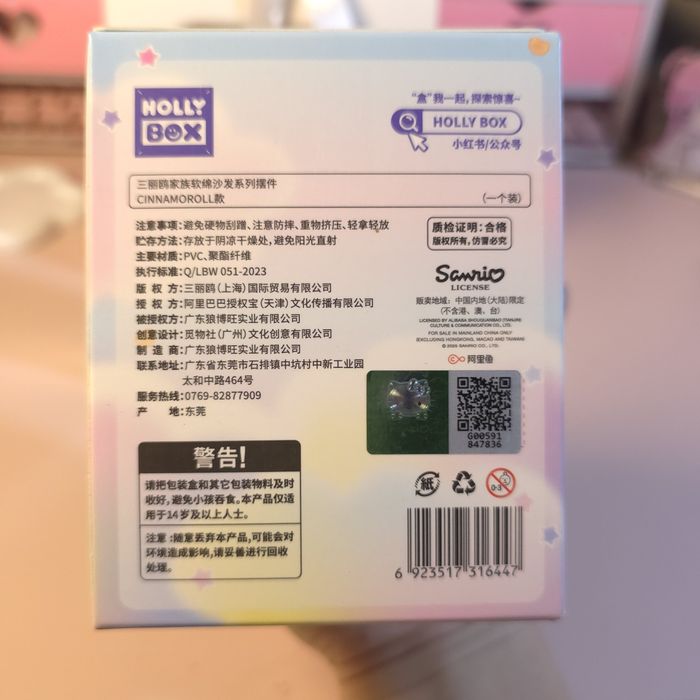 HOLLY
BOX
“盒”我一起，探索惊喜~
HOLLY BOX
小红书/公众号
三丽鸥家族软绵沙发系列摆件
CINNAMOROLL款
(一个装)
注意事项：避免硬物刮蹭、注意防摔、重物挤压、轻拿轻放
贮存方法：存放于阴凉干燥处，避免阳光直射
主要材质：PVC、聚酯纤维
执行标准：Q/LBW 051-2023
版 权 方：三丽鸥(上海)国际贸易有限公司
授 权 方：阿里巴巴授权宝(天津)文化传播有限公司
被授权方：广东狼博旺实业有限公司
创意设计：觅物社(广州)文化创意有限公司
制 造 商：广东狼博旺实业有限公司
联系地址：广东省东莞市石排镇中坑村中新工业园
太和中路464号
服务热线：0769-82877909
产 地：东莞
质检证明：合格
版权所有，仿冒必究
Sanrio
LICENSE
贩卖地域：中国内地(大陆)限定
(不含港、澳、台)
LICENSED BY ALIBABA SHOUQUANBAO (TIANJIN)
CULTURE & COMMUNICATION CO., LTD.
FOR SALE IN MAINLAND CHINA ONLY
(EXCLUDING HONGKONG, MACAO AND TAIWAN)
© 2025 SANRIO CO., LTD.
阿里鱼
G00591
847836
警告!
请把包装盒和其它包装物料及时
收好，避免小孩吞食。本产品仅适
用于14岁及以上人士。
注意：随意丢弃本产品，可能会对
环境造成影响，请妥善进行回收
处理。
紙
0-3
6 923517 316447